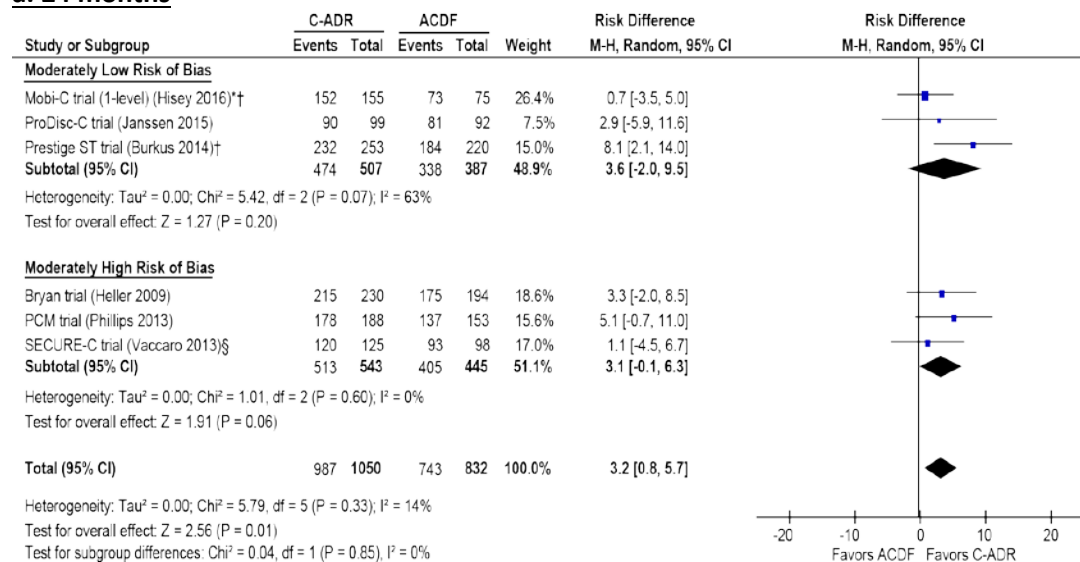 a. 24 months
C-ADR ACDF Risk Difference Risk Difference
Study or Subgroup Events Total Events Total Weight M-H, Random, 95% CI M-H, Random, 95% CI
Moderately Low Risk of Bias
Mobi-C trial (1-level) (Hisey 2016)*† 152 155 73 75 26.4% 0.7 [-3.5, 5.0]
ProDisc-C trial (Janssen 2015) 90 99 81 92 7.5% 2.9 [-5.9, 11.6]
Prestige ST trial (Burkus 2014)† 232 253 184 220 15.0% 8.1 [2.1, 14.0]
Subtotal (95% CI) 474 507 338 387 48.9% 3.6 [-2.0, 9.5]
Heterogeneity: Tau² = 0.00; Chi² = 5.42, df = 2 (P = 0.07); I² = 63%
Test for overall effect: Z = 1.27 (P = 0.20)
Moderately High Risk of Bias
Bryan trial (Heller 2009) 215 230 175 194 18.6% 3.3 [-2.0, 8.5]
PCM trial (Phillips 2013) 178 188 137 153 15.6% 5.1 [-0.7, 11.0]
SECURE-C trial (Vaccaro 2013)§ 120 125 93 98 17.0% 1.1 [-4.5, 6.7]
Subtotal (95% CI) 513 543 405 445 51.1% 3.1 [-0.1, 6.3]
Heterogeneity: Tau² = 0.00; Chi² = 1.01, df = 2 (P = 0.60); I² = 0%
Test for overall effect: Z = 1.91 (P = 0.06)
Total (95% CI) 987 1050 743 832 100.0% 3.2 [0.8, 5.7]
Heterogeneity: Tau² = 0.00; Chi² = 5.79, df = 5 (P = 0.33); I² = 14%
Test for overall effect: Z = 2.56 (P = 0.01)
Test for subgroup differences: Chi² = 0.04, df = 1 (P = 0.85), I² = 0%
-20 -10 0 10 20
Favors ACDF Favors C-ADR